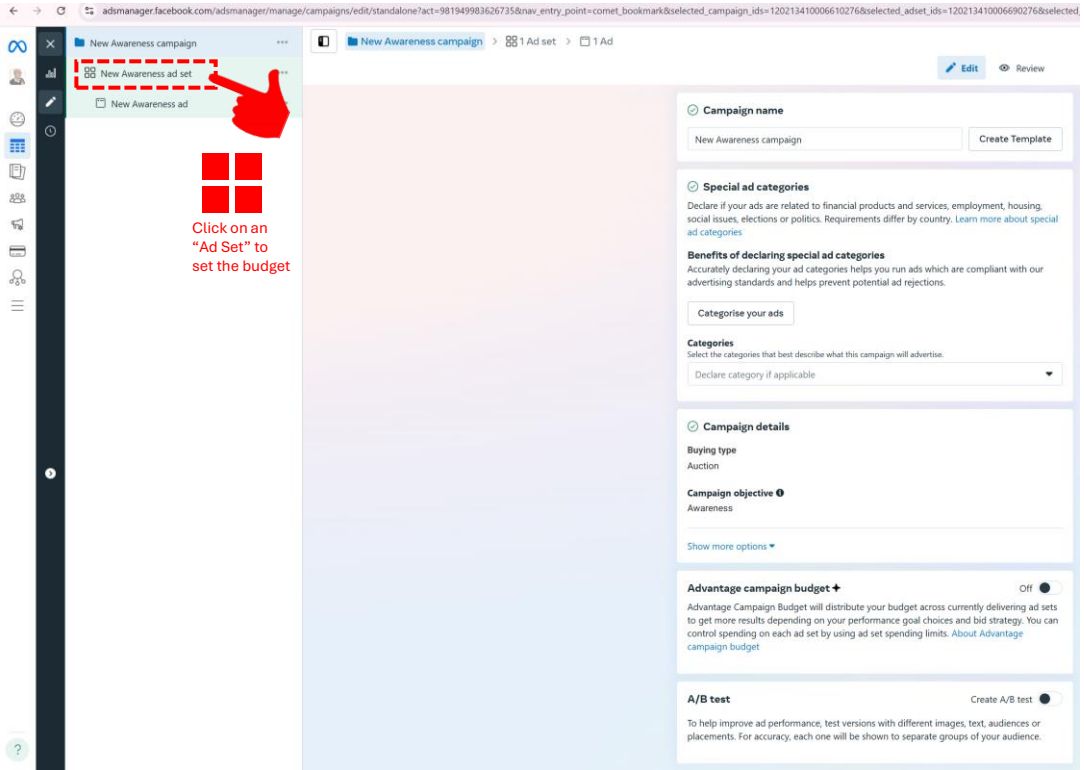 adsmanager.facebook.com/adsmanager/manage/campaigns/edit/standalone?act=981949983626735&nav_entry_point=comet_bookmark&selected_campaign_ids=120213410006610276&selected_adset_ids=120213410006690276&selected_
New Awareness campaign
New Awareness ad set
New Awareness ad
Click on an
“Ad Set” to
set the budget
New Awareness campaign > 1 Ad set > 1 Ad
Edit Review
Campaign name
New Awareness campaign Create Template
Special ad categories
Declare if your ads are related to financial products and services, employment, housing,
social issues, elections or politics. Requirements differ by country. Learn more about special
ad categories
Benefits of declaring special ad categories
Accurately declaring your ad categories helps you run ads which are compliant with our
advertising standards and helps prevent potential ad rejections.
Categorise your ads
Categories
Select the categories that best describe what this campaign will advertise.
Declare category if applicable
Campaign details
Buying type
Auction
Campaign objective
Awareness
Show more options
Advantage campaign budget Off
Advantage Campaign Budget will distribute your budget across currently delivering ad sets
to get more results depending on your performance goal choices and bid strategy. You can
control spending on each ad set by using ad set spending limits. About Advantage
campaign budget
A/B test Create A/B test
To help improve ad performance, test versions with different images, text, audiences or
placements. For accuracy, each one will be shown to separate groups of your audience.
?